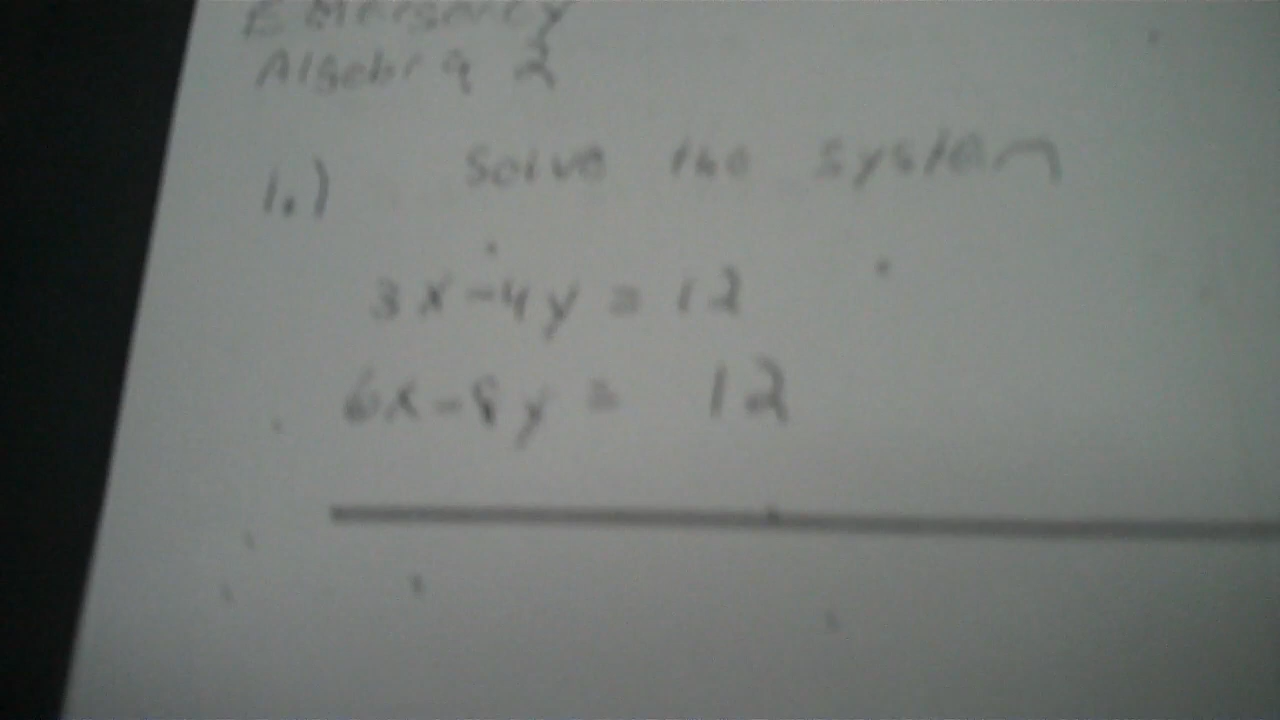 Emergency
Algebra 2
1.) Solve the system
3x-4y = 12
6x-8y = 12